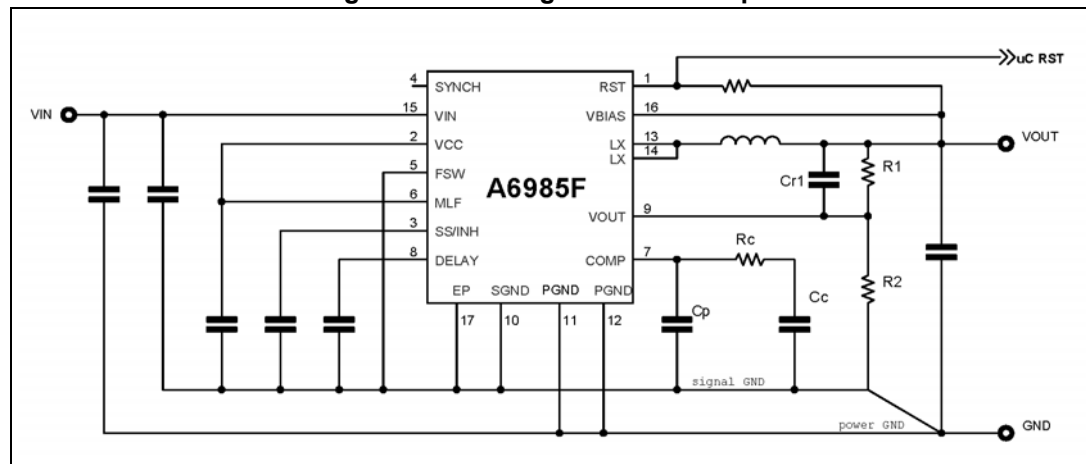 uC RST
4 SYNCH RST 1
VIN 15 VIN VBIAS 16
2 VCC LX 13 VOUT
LX 14
5 FSW Cr1 R1
A6985F
6 MLF VOUT 9
3 SS/INH
8 DELAY COMP 7 Rc R2
EP SGND PGND PGND Cp Cc
17 10 11 12
signal GND
power GND GND